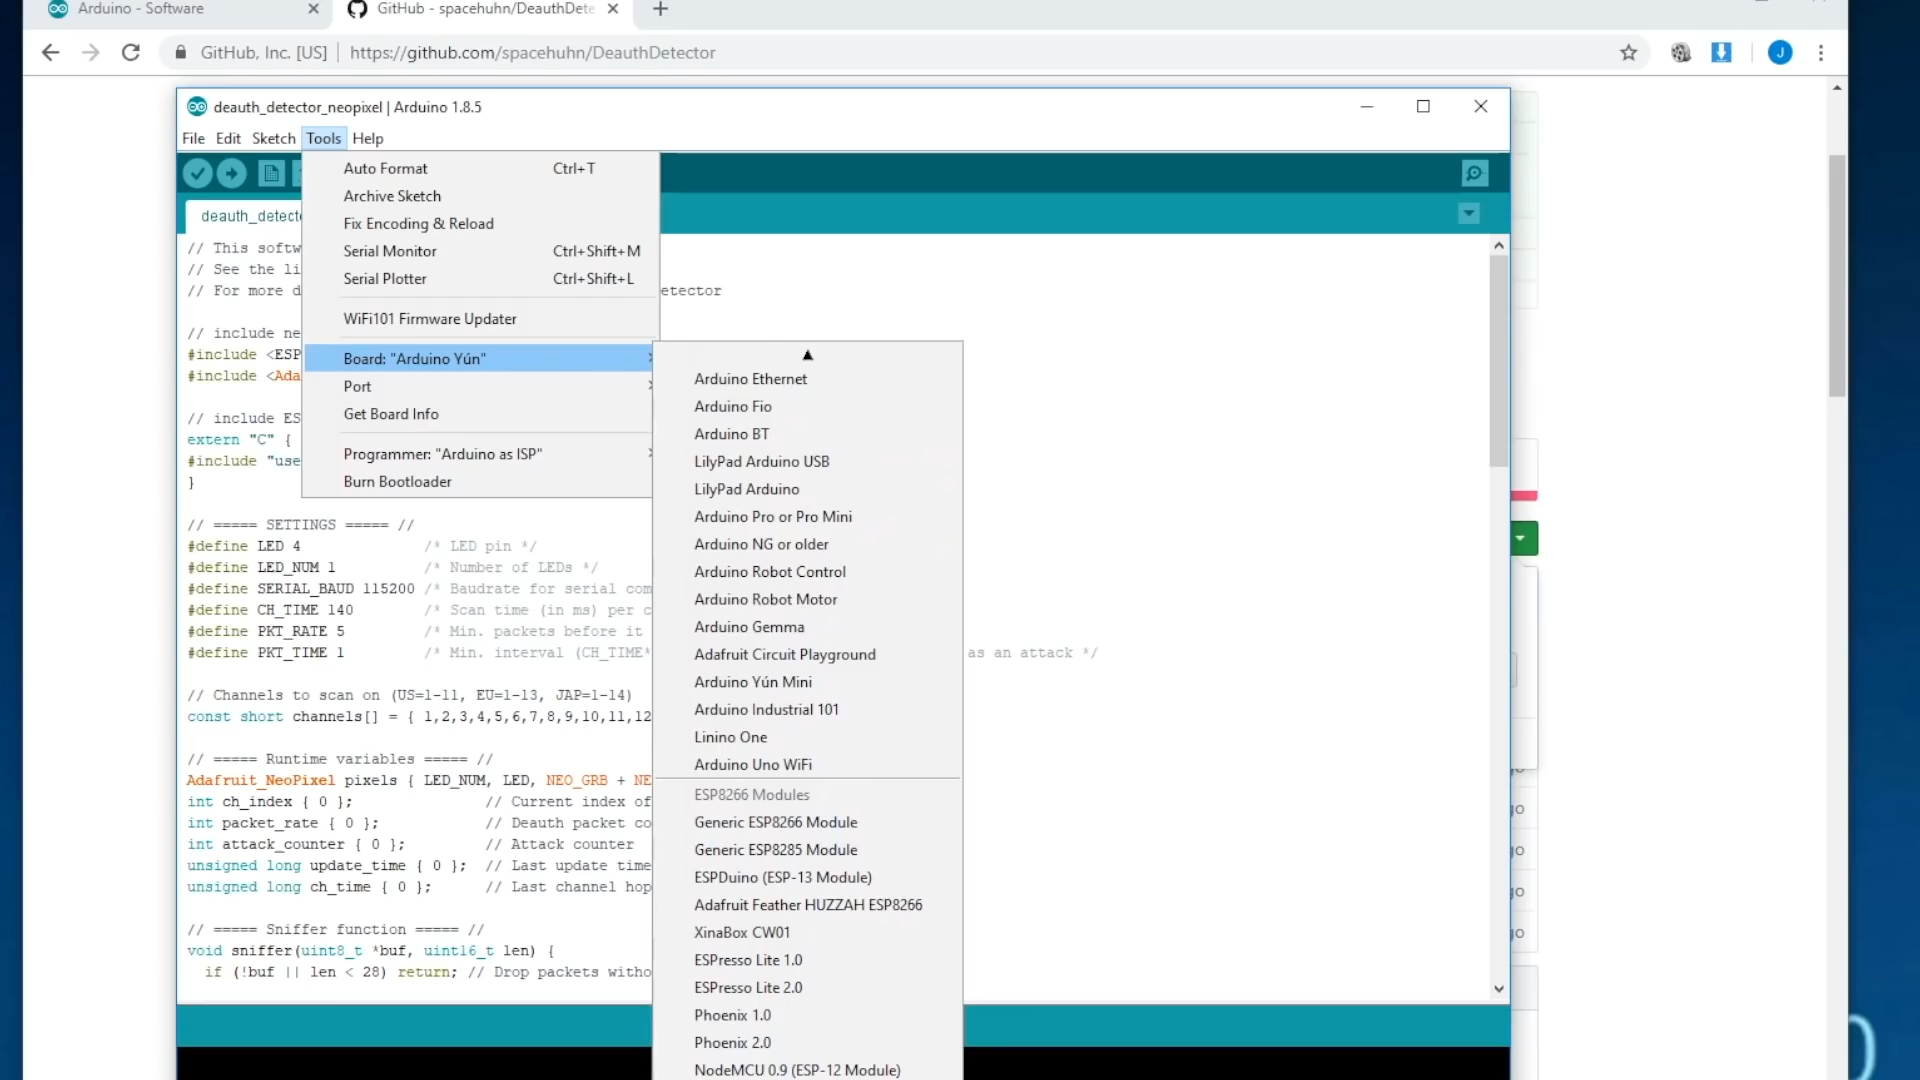 Arduino - Software
GitHub - spacehuhn/DeauthDete
GitHub, Inc. [US] | https://github.com/spacehuhn/DeauthDetector
J
deauth_detector_neopixel | Arduino 1.8.5
File Edit Sketch Tools Help
Auto Format Ctrl+T
Archive Sketch
Fix Encoding & Reload
Serial Monitor Ctrl+Shift+M
Serial Plotter Ctrl+Shift+L
WiFi101 Firmware Updater
Board: "Arduino Yún"
Port
Get Board Info
Programmer: "Arduino as ISP"
Burn Bootloader
Arduino Ethernet
Arduino Fio
Arduino BT
LilyPad Arduino USB
LilyPad Arduino
Arduino Pro or Pro Mini
Arduino NG or older
Arduino Robot Control
Arduino Robot Motor
Arduino Gemma
Adafruit Circuit Playground
Arduino Yún Mini
Arduino Industrial 101
Linino One
Arduino Uno WiFi
ESP8266 Modules
Generic ESP8266 Module
Generic ESP8285 Module
ESPDuino (ESP-13 Module)
Adafruit Feather HUZZAH ESP8266
XinaBox CW01
ESPresso Lite 1.0
ESPresso Lite 2.0
Phoenix 1.0
Phoenix 2.0
NodeMCU 0.9 (ESP-12 Module)
deauth_detecto
// This softw
// See the li
// For more d etector
// include ne
#include <ESP
#include <Ada
// include ES
extern "C" {
#include "use
}
// ===== SETTINGS ===== //
#define LED 4 /* LED pin */
#define LED_NUM 1 /* Number of LEDs */
#define SERIAL_BAUD 115200 /* Baudrate for serial com
#define CH_TIME 140 /* Scan time (in ms) per c
#define PKT_RATE 5 /* Min. packets before it
#define PKT_TIME 1 /* Min. interval (CH_TIME* as an attack */
// Channels to scan on (US=1-11, EU=1-13, JAP=1-14)
const short channels[] = { 1,2,3,4,5,6,7,8,9,10,11,12
// ===== Runtime variables ===== //
Adafruit_NeoPixel pixels { LED_NUM, LED, NEO_GRB + NE
int ch_index { 0 }; // Current index of
int packet_rate { 0 }; // Deauth packet co
int attack_counter { 0 }; // Attack counter
unsigned long update_time { 0 }; // Last update time
unsigned long ch_time { 0 }; // Last channel hop
// ===== Sniffer function ===== //
void sniffer(uint8_t *buf, uint16_t len) {
if (!buf || len < 28) return; // Drop packets witho
go
go
go
go